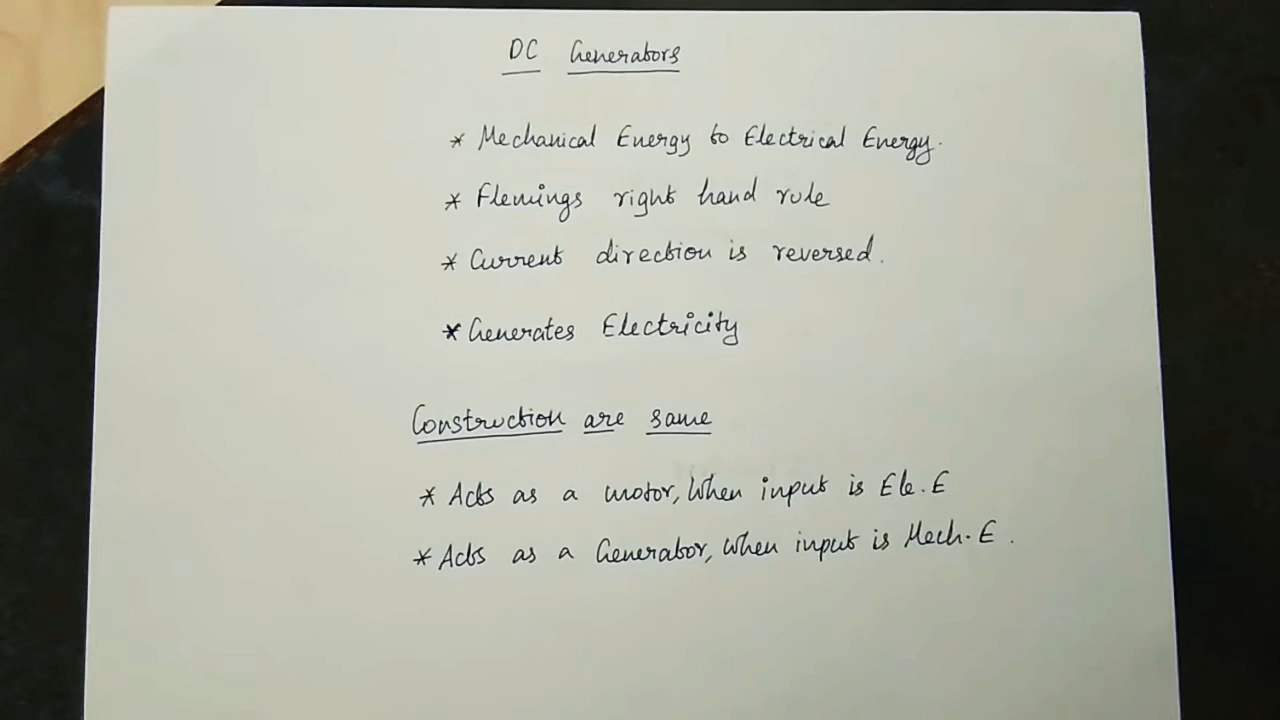 DC Generators
* Mechanical Energy to Electrical Energy.
* Flemings right hand rule
* Current direction is reversed.
* Generates Electricity
Construction are same
* Acts as a motor, When input is Ele. E
* Acts as a Generator, When input is Mech. E.